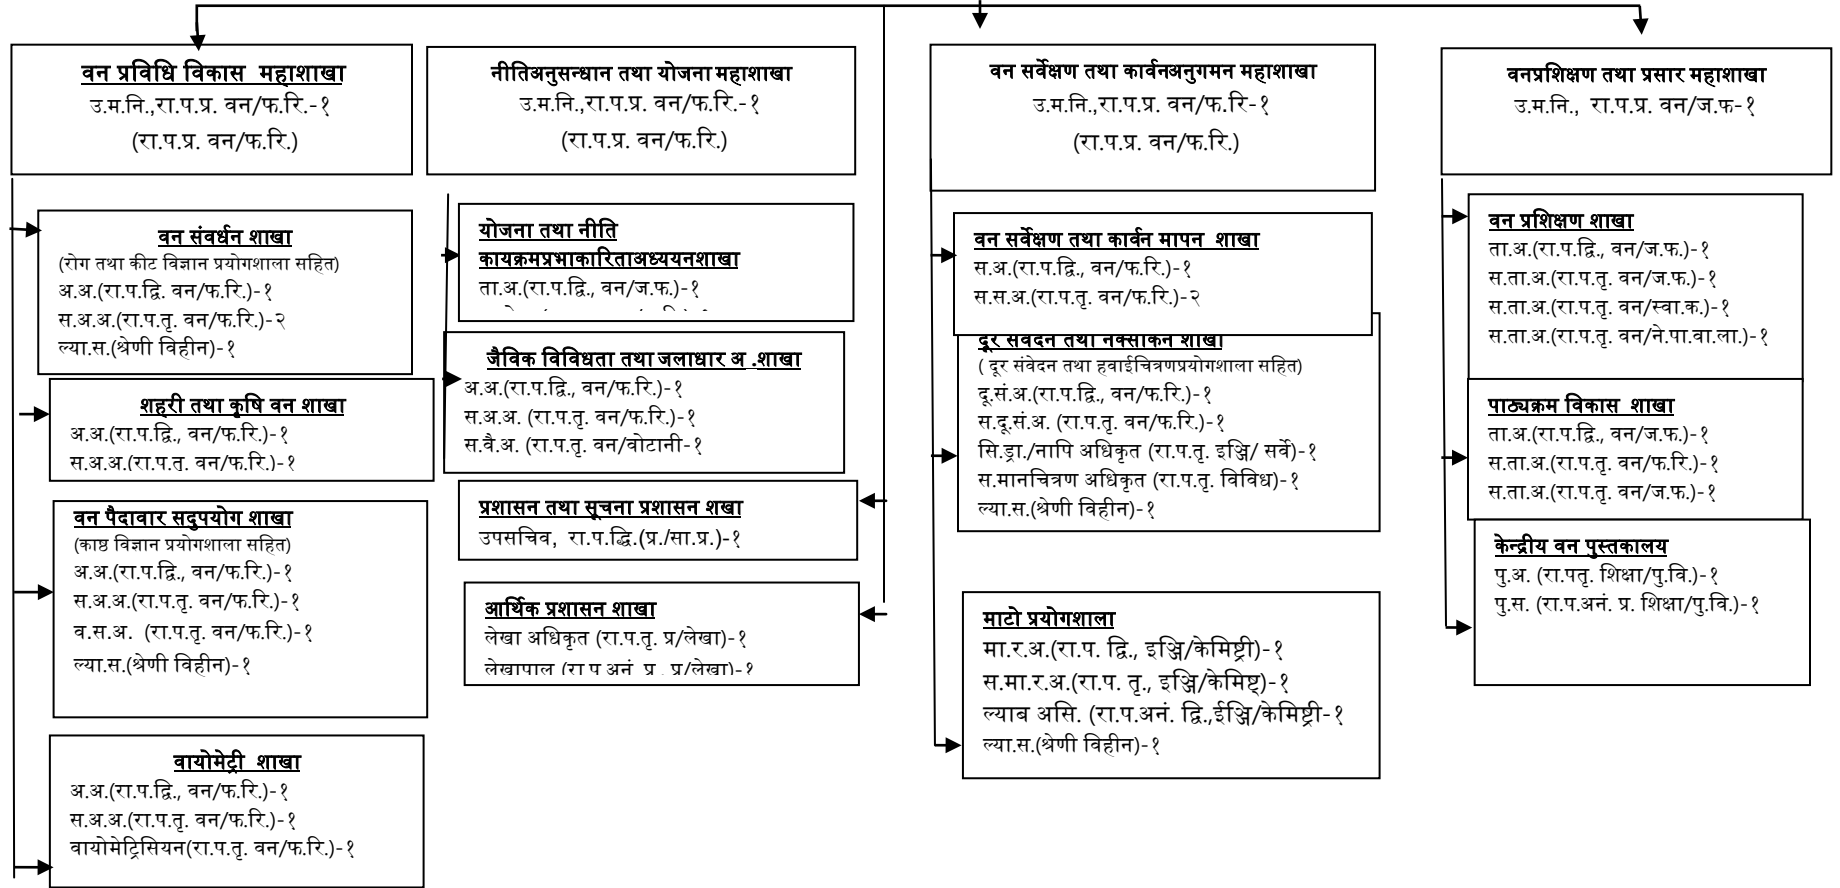 वन प्रविधि विकास महाशाखा
उ.म.नि.,रा.प.प्र. वन/फ.रि.-१
(रा.प.प्र. वन/फ.रि.)
वन संवर्धन शाखा
(रोग तथा कीट विज्ञान प्रयोगशाला सहित)
अ.अ.(रा.प.द्वि. वन/फ.रि.)-१
स.अ.अ.(रा.प.तृ. वन/फ.रि.)-२
ल्या.स.(श्रेणी विहीन)-१
शहरी तथा कृषि वन शाखा
अ.अ.(रा.प.द्वि., वन/फ.रि.)-१
स.अ.अ.(रा.प.तृ. वन/फ.रि.)-१
वन पैदावार सदुपयोग शाखा
(काष्ठ विज्ञान प्रयोगशाला सहित)
अ.अ.(रा.प.द्वि., वन/फ.रि.)-१
स.अ.अ.(रा.प.तृ. वन/फ.रि.)-१
व.स.अ. (रा.प.तृ. वन/फ.रि.)-१
ल्या.स.(श्रेणी विहीन)-१
वायोमेट्री शाखा
अ.अ.(रा.प.द्वि., वन/फ.रि.)-१
स.अ.अ.(रा.प.तृ. वन/फ.रि.)-१
वायोमेट्रिसियन(रा.प.तृ. वन/फ.रि.)-१
नीतिअनुसन्धान तथा योजना महाशाखा
उ.म.नि.,रा.प.प्र. वन/फ.रि.-१
(रा.प.प्र. वन/फ.रि.)
योजना तथा नीति
कायक्रमप्रभाकारिताअध्ययनशाखा
ता.अ.(रा.प.द्वि., वन/ज.फ.)-१
जैविक विविधता तथा जलाधार अ .शाखा
अ.अ.(रा.प.द्वि., वन/फ.रि.)-१
स.अ.अ. (रा.प.तृ. वन/फ.रि.)-१
स.वै.अ. (रा.प.तृ. वन/वोटानी-१
प्रशासन तथा सूचना प्रशासन शखा
उपसचिव, रा.प.द्धि.(प्र./सा.प्र.)-१
आर्थिक प्रशासन शाखा
लेखा अधिकृत (रा.प.तृ. प्र/लेखा)-१
लेखापाल (रा.प.अनं. प्र., प्र/लेखा)-१
वन सर्वेक्षण तथा कार्वनअनुगमन महाशाखा
उ.म.नि.,रा.प.प्र. वन/फ.रि-१
(रा.प.प्र. वन/फ.रि.)
वन सर्वेक्षण तथा कार्वन मापन शाखा
स.अ.(रा.प.द्वि., वन/फ.रि.)-१
स.स.अ.(रा.प.तृ. वन/फ.रि.)-२
दूर संवेदन तथा नक्सांकन शाखा
( दूर संवेदन तथा हवाईचित्रणप्रयोगशाला सहित)
दू.सं.अ.(रा.प.द्वि., वन/फ.रि.)-१
स.दू.सं.अ. (रा.प.तृ. वन/फ.रि.)-१
सि.ड्रा./नापि अधिकृत (रा.प.तृ. इञ्जि/ सर्वे)-१
स.मानचित्रण अधिकृत (रा.प.तृ. विविध)-१
ल्या.स.(श्रेणी विहीन)-१
माटो प्रयोगशाला
मा.र.अ.(रा.प. द्वि., इञ्जि/केमिष्ट्री)-१
स.मा.र.अ.(रा.प. तृ., इञ्जि/केमिष्ट्)-१
ल्याब असि. (रा.प.अनं. द्वि.,ईञ्जि/केमिष्ट्री-१
ल्या.स.(श्रेणी विहीन)-१
वनप्रशिक्षण तथा प्रसार महाशाखा
उ.म.नि., रा.प.प्र. वन/ज.फ-१
वन प्रशिक्षण शाखा
ता.अ.(रा.प.द्वि., वन/ज.फ.)-१
स.ता.अ.(रा.प.तृ. वन/ज.फ.)-१
स.ता.अ.(रा.प.तृ. वन/स्वा.क.)-१
स.ता.अ.(रा.प.तृ. वन/ने.पा.वा.ला.)-१
पाठ्यक्रम विकास शाखा
ता.अ.(रा.प.द्वि., वन/ज.फ.)-१
स.ता.अ.(रा.प.तृ. वन/फ.रि.)-१
स.ता.अ.(रा.प.तृ. वन/ज.फ.)-१
केन्द्रीय वन पुस्तकालय
पु.अ. (रा.पतृ. शिक्षा/पु.वि.)-१
पु.स. (रा.प.अनं. प्र. शिक्षा/पु.वि.)-१